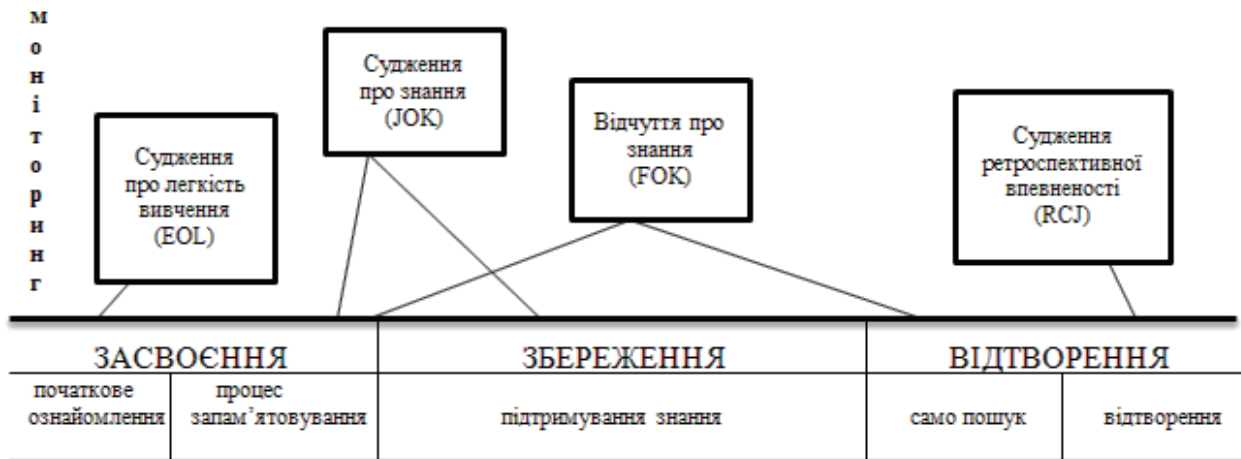 моніторинг
Судження
про легкість
вивчення
(EOL)
Судження
про знання
(JOK)
Відчуття про
знання
(FOK)
Судження
ретроспективної
впевненості
(RCJ)
ЗАСВОЄННЯ
ЗБЕРЕЖЕННЯ
ВІДТВОРЕННЯ
початкове
ознайомлення
процес
запам’ятовування
підтримування знання
само пошук
відтворення